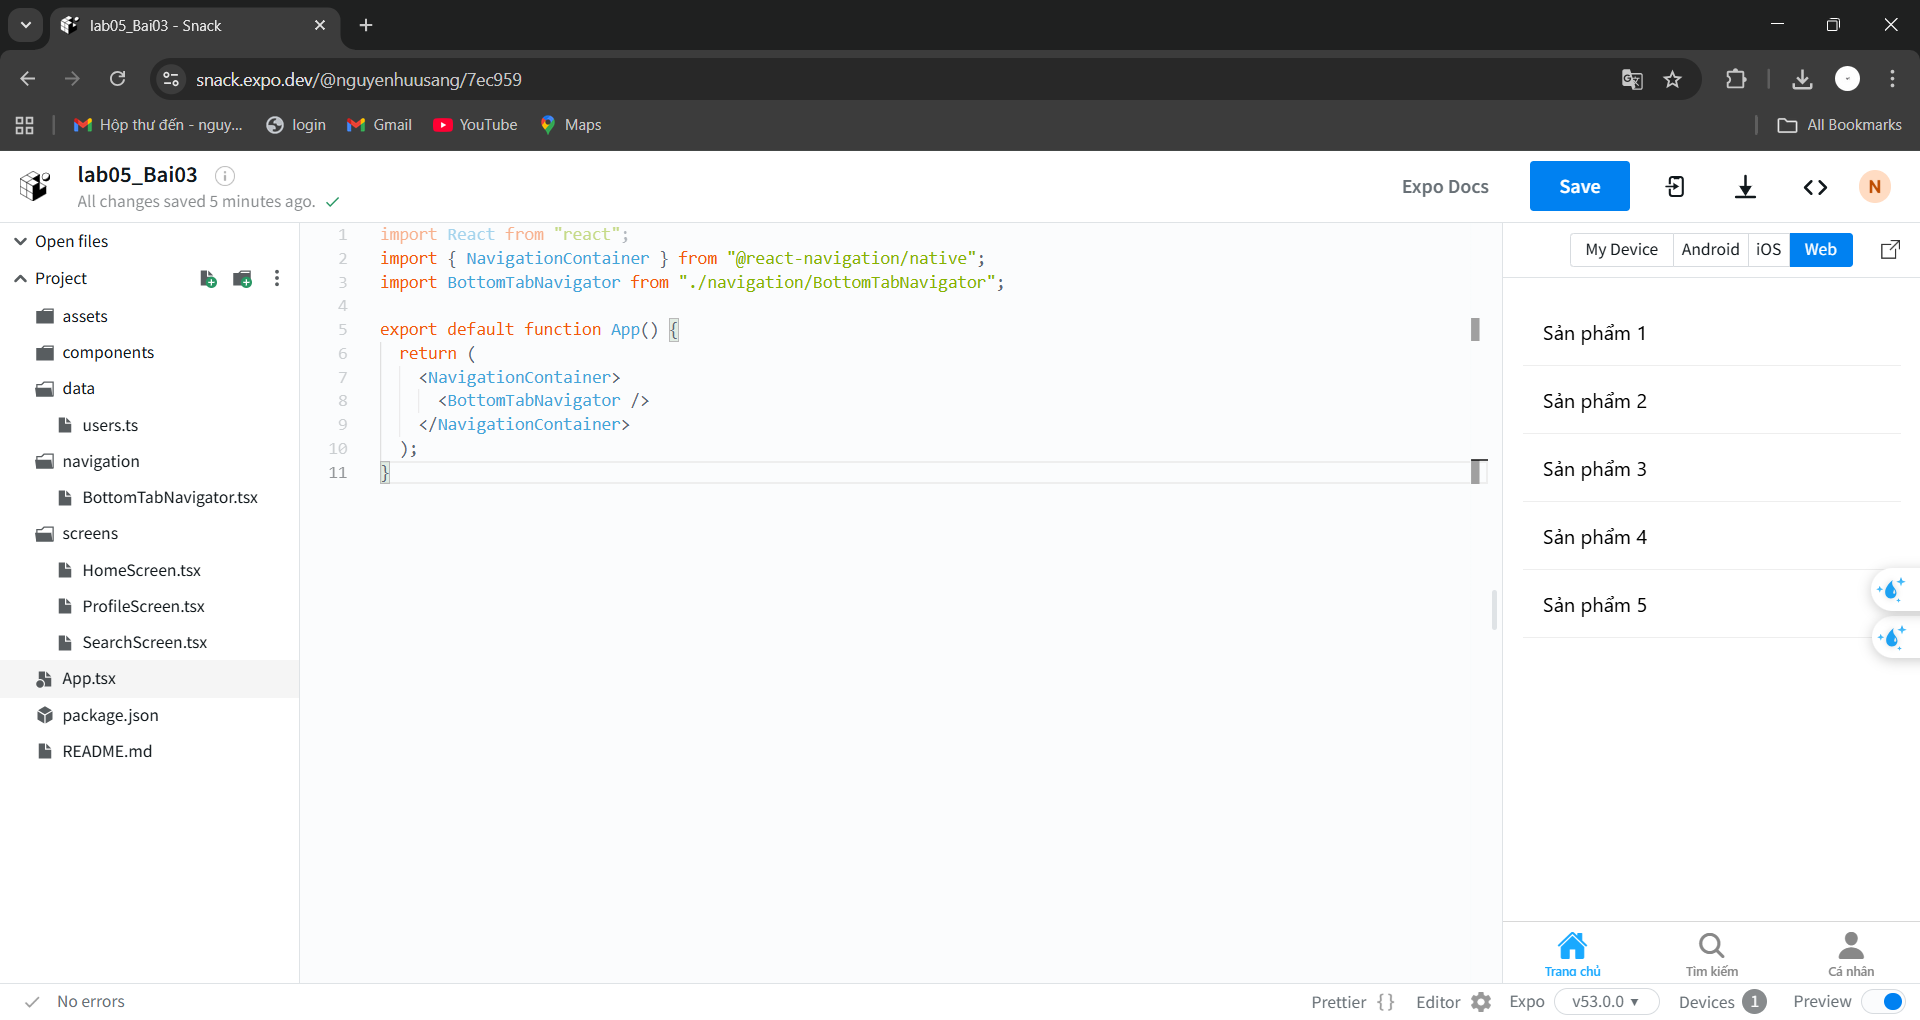 lab05_Bai03 - Snack
snack.expo.dev/@nguyenhuusang/7ec959
Hộp thư đến - nguy...
login
Gmail
YouTube
Maps
All Bookmarks
lab05_Bai03
All changes saved 5 minutes ago.
Expo Docs
Save
N
Open files
Project
assets
components
data
users.ts
navigation
BottomTabNavigator.tsx
screens
HomeScreen.tsx
ProfileScreen.tsx
SearchScreen.tsx
App.tsx
package.json
README.md
1 import React from "react";
2 import { NavigationContainer } from "@react-navigation/native";
3 import BottomTabNavigator from "./navigation/BottomTabNavigator";
4
5 export default function App() {
6 return (
7 <NavigationContainer>
8 <BottomTabNavigator />
9 </NavigationContainer>
10 );
11 }
My Device Android iOS Web
Sản phẩm 1
Sản phẩm 2
Sản phẩm 3
Sản phẩm 4
Sản phẩm 5
Trang chủ
Tìm kiếm
Cá nhân
No errors
Prettier {}
Editor
Expo v53.0.0
Devices 1
Preview